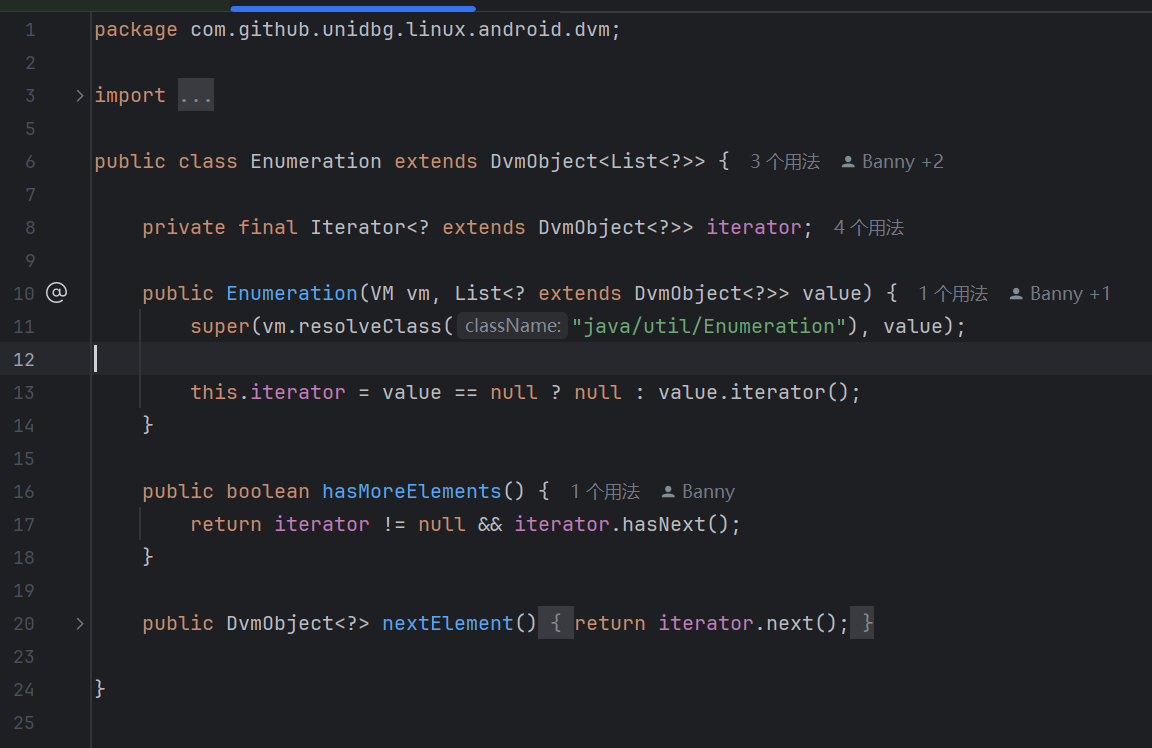 1 package com.github.unidbg.linux.android.dvm;
2
3 import ...
5
6 public class Enumeration extends DvmObject<List<?>> { 3 个用法 Banny +2
7
8 private final Iterator<? extends DvmObject<?>> iterator; 4 个用法
9
10 public Enumeration(VM vm, List<? extends DvmObject<?>> value) { 1 个用法 Banny +1
11 super(vm.resolveClass( className: "java/util/Enumeration"), value);
12
13 this.iterator = value == null ? null : value.iterator();
14 }
15
16 public boolean hasMoreElements() { 1 个用法 Banny
17 return iterator != null && iterator.hasNext();
18 }
19
20 public DvmObject<?> nextElement() { return iterator.next(); }
23
24 }
25